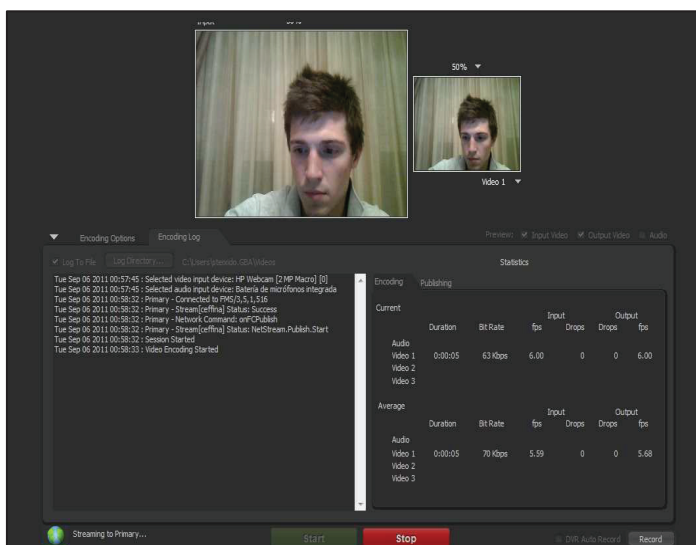 50%
Video 1
Encoding Options Encoding Log
Preview: Input Video Output Video Audio
Log To File Log Directory...
Statistics
Tue Sep 06 2011 00:57:45 : Selected video input device: HP Webcam [2 MP Macro] [0]
Tue Sep 06 2011 00:57:45 : Selected audio input device: Batería de micrófonos integrada
Tue Sep 06 2011 00:58:32 : Primary - Connected to FMS/3,5,1,516
Tue Sep 06 2011 00:58:32 : Primary - Stream[ceffina] Status: Success
Tue Sep 06 2011 00:58:32 : Primary - Network Command: onFCPublish
Tue Sep 06 2011 00:58:32 : Primary - Stream[ceffina] Status: NetStream.Publish.Start
Tue Sep 06 2011 00:58:32 : Session Started
Tue Sep 06 2011 00:58:33 : Video Encoding Started
Encoding Publishing
Current
Input Output
Duration Bit Rate fps Drops Drops fps
Audio
Video 1 0:00:05 63 Kbps 6.00 0 0 6.00
Video 2
Video 3
Average
Input Output
Duration Bit Rate fps Drops Drops fps
Audio
Video 1 0:00:05 70 Kbps 5.59 0 0 5.68
Video 2
Video 3
Streaming to Primary...
Start Stop
DVR Auto Record Record